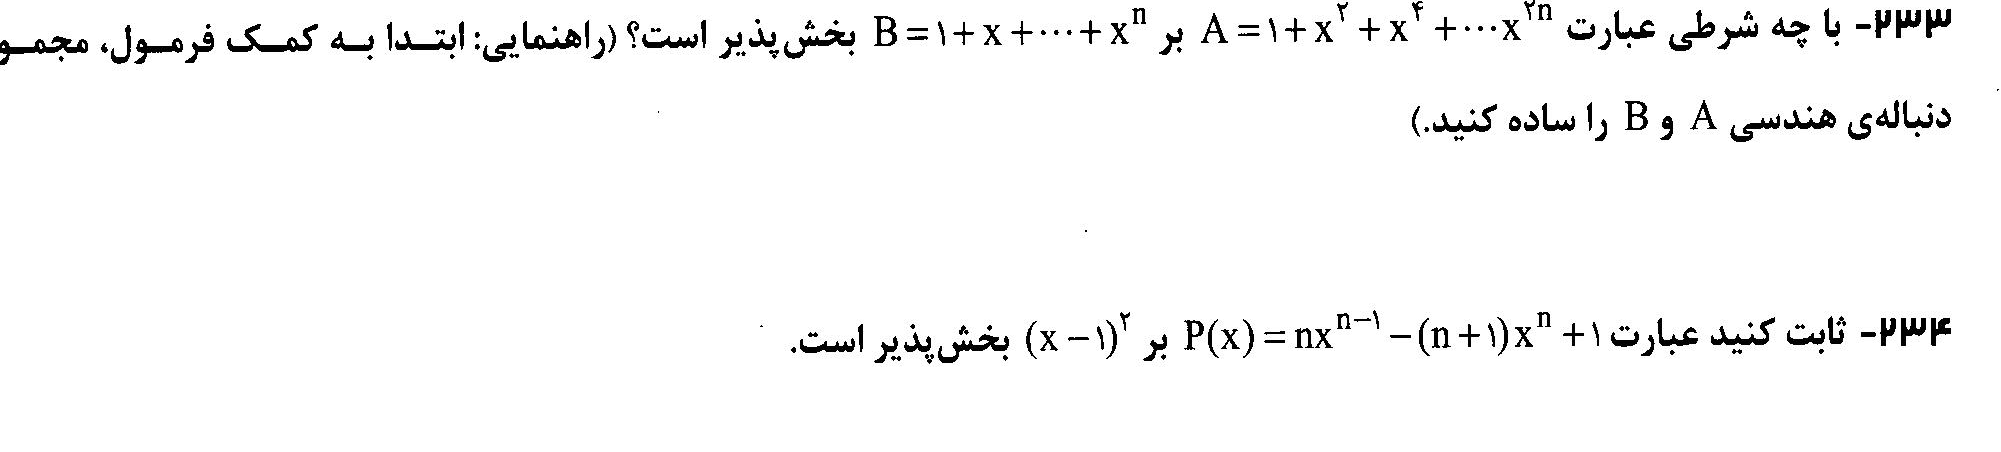 ۲۳۳- با چه شرطی عبارت A = ۱ + x^۲ + x^۴ + ⋯x^{۲n} بر B = ۱ + x + ⋯ + x^n بخش‌پذیر است؟ (راهنمایی: ابتدا به کمک فرمول، مجمو
دنباله‌ی هندسی A و B را ساده کنید.)
۲۳۴- ثابت کنید عبارت P(x) = nx^{n-۱} - (n+۱)x^n + ۱ بر (x-۱)^۲ بخش‌پذیر است.